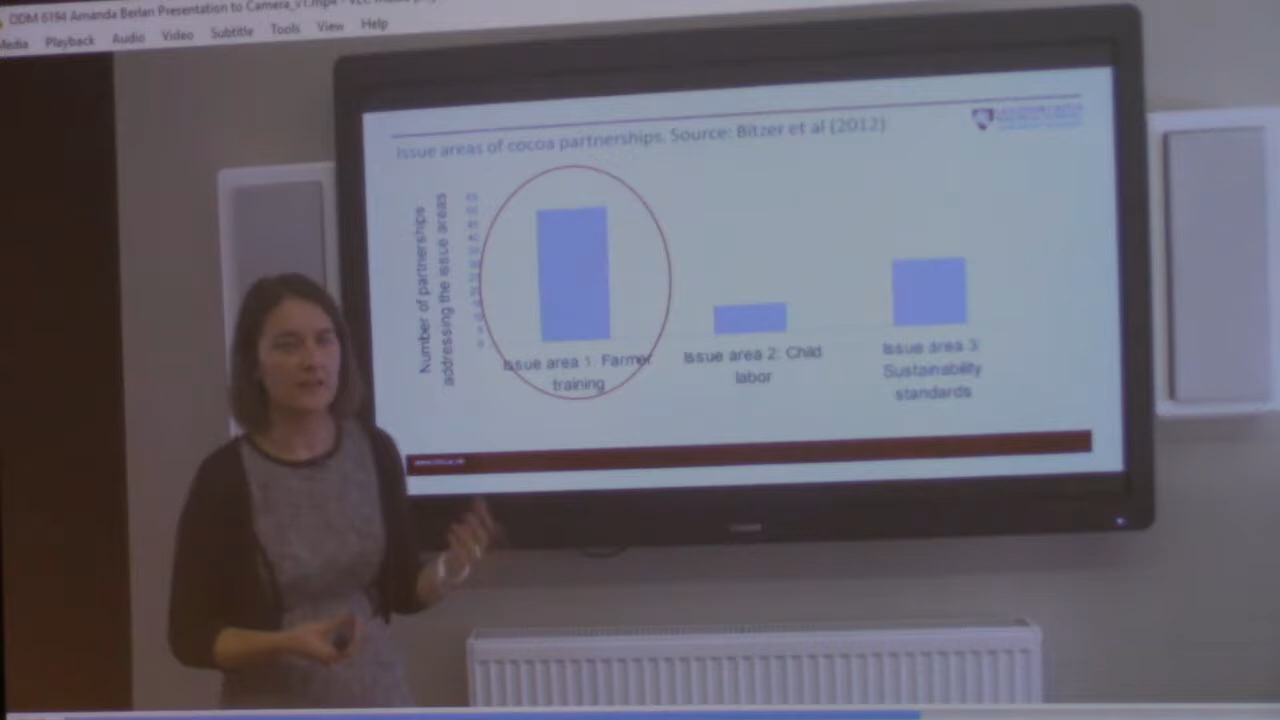 DDM 6194 Amanda Berlan Presentation to Camera_v1.mp4 - VLC media
Media Playback Audio Video Subtitle Tools View Help
Issue areas of cocoa partnerships. Source: Bitzer et al (2012)
Number of partnerships
addressing the issue areas
Issue area 1: Farmer
training
Issue area 2: Child
labor
Issue area 3:
Sustainability
standards